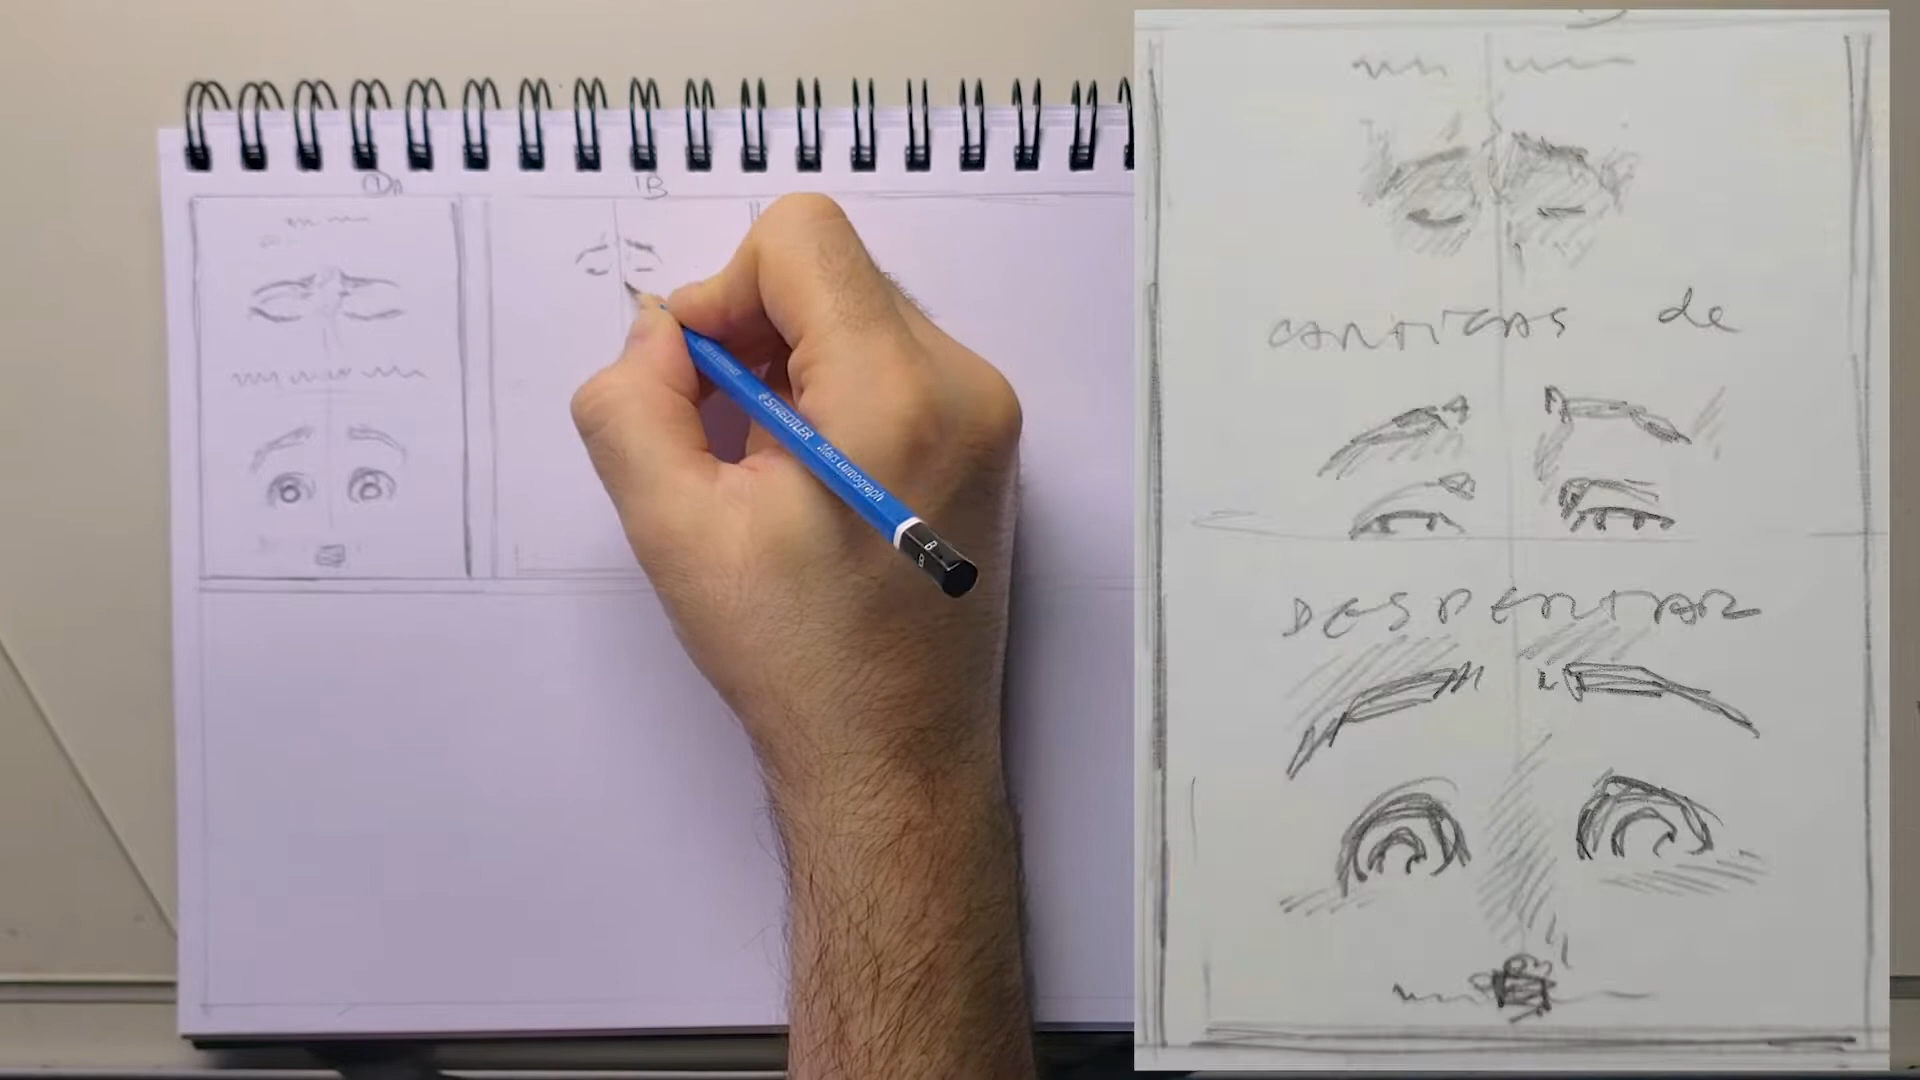 1A
1B
STAEDTLER Mars Lumograph
B
B
CANTIGAS de
DESPERTAR